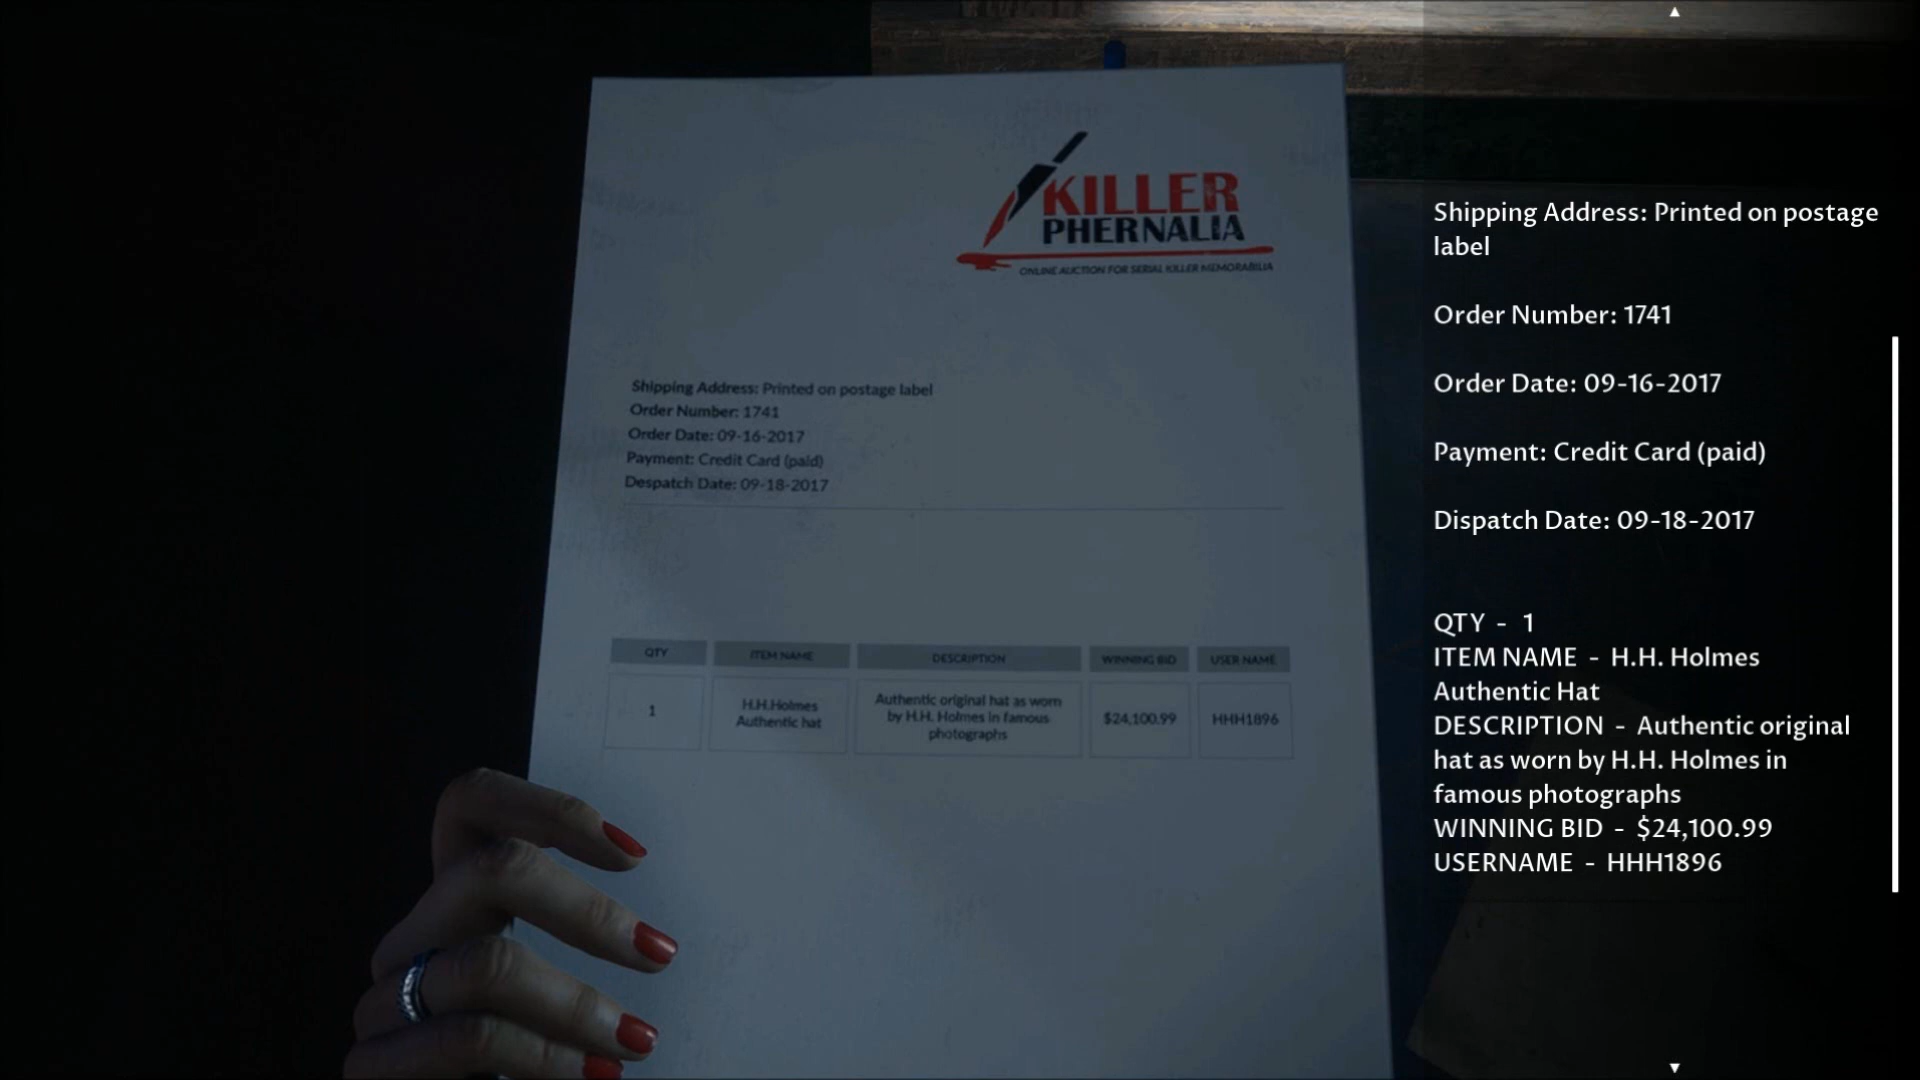 KILLER
PHERNALIA
ONLINE AUCTION FOR SERIAL KILLER MEMORABILIA
Shipping Address: Printed on postage label
Order Number: 1741
Order Date: 09-16-2017
Payment: Credit Card (paid)
Despatch Date: 09-18-2017
QTY ITEM NAME DESCRIPTION WINNING BID USER NAME
1
H.H.Holmes
Authentic hat
Authentic original hat as worn
by H.H. Holmes in famous
photographs
$24,100.99
HHH1896
Shipping Address: Printed on postage
label
Order Number: 1741
Order Date: 09-16-2017
Payment: Credit Card (paid)
Dispatch Date: 09-18-2017
QTY - 1
ITEM NAME - H.H. Holmes
Authentic Hat
DESCRIPTION - Authentic original
hat as worn by H.H. Holmes in
famous photographs
WINNING BID - $24,100.99
USERNAME - HHH1896